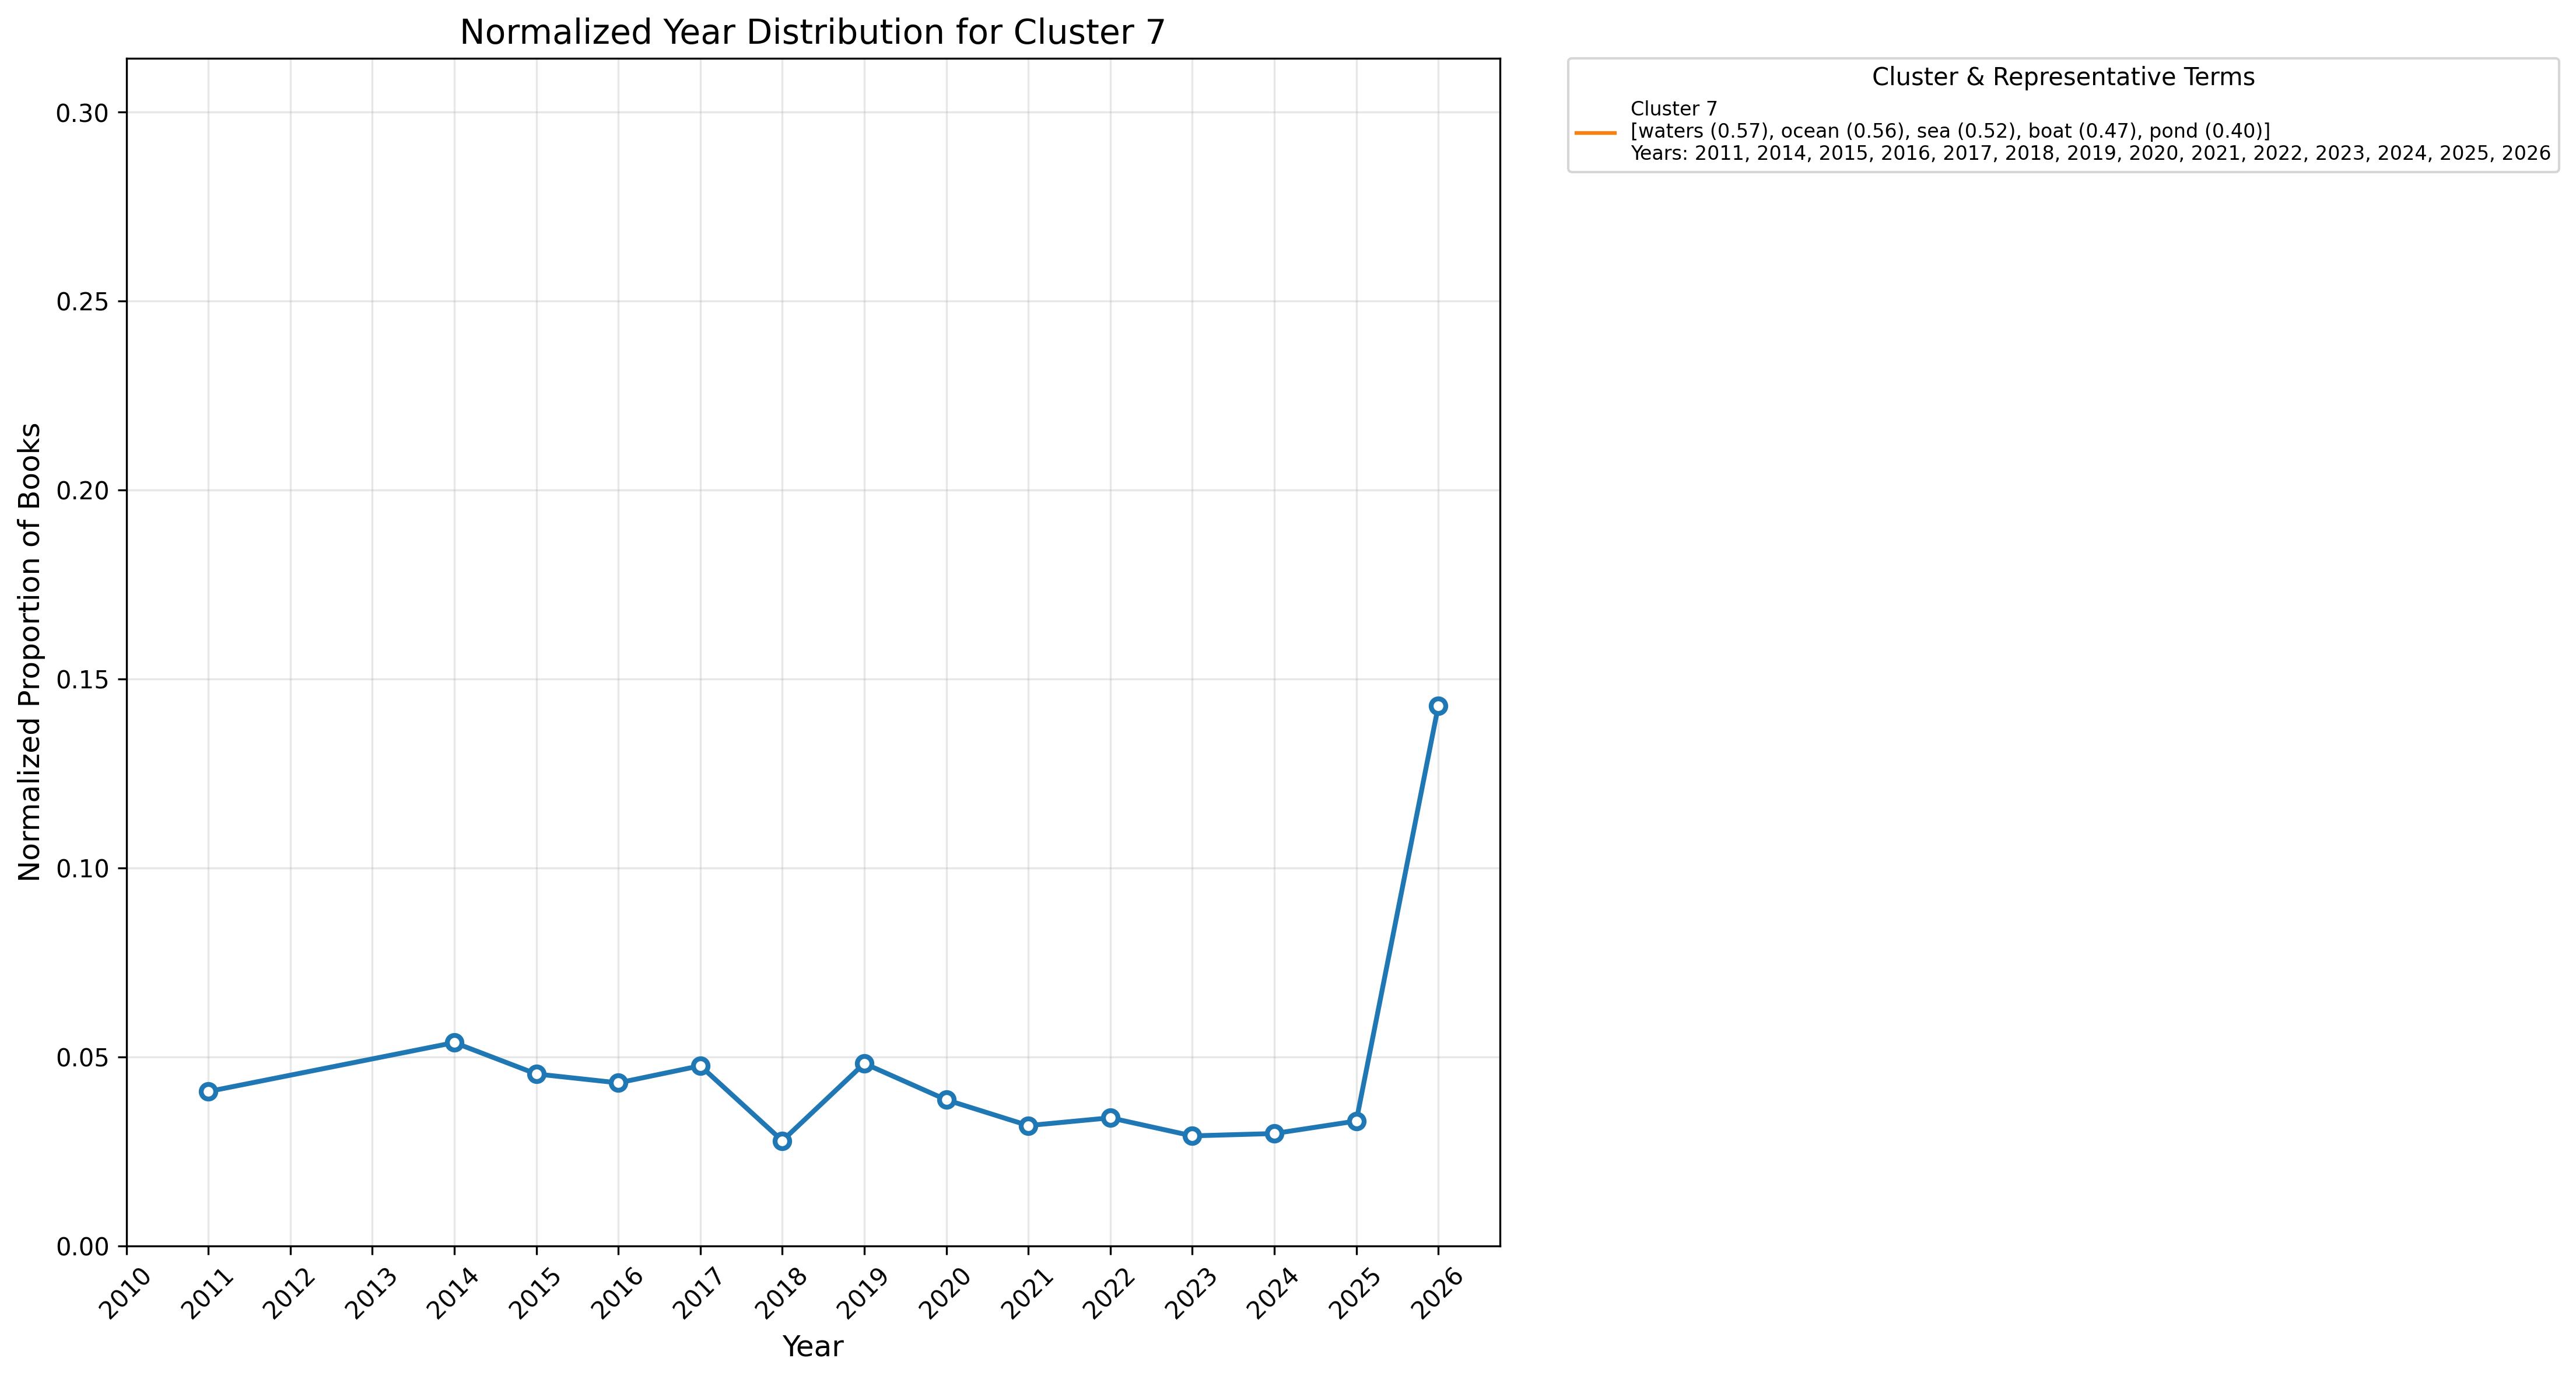 Normalized Year Distribution for Cluster 7
Cluster & Representative Terms
Cluster 7
[waters (0.57), ocean (0.56), sea (0.52), boat (0.47), pond (0.40)]
Years: 2011, 2014, 2015, 2016, 2017, 2018, 2019, 2020, 2021, 2022, 2023, 2024, 2025, 2026
Normalized Proportion of Books
0.30
0.25
0.20
0.15
0.10
0.05
0.00
2010 2011 2012 2013 2014 2015 2016 2017 2018 2019 2020 2021 2022 2023 2024 2025 2026
Year